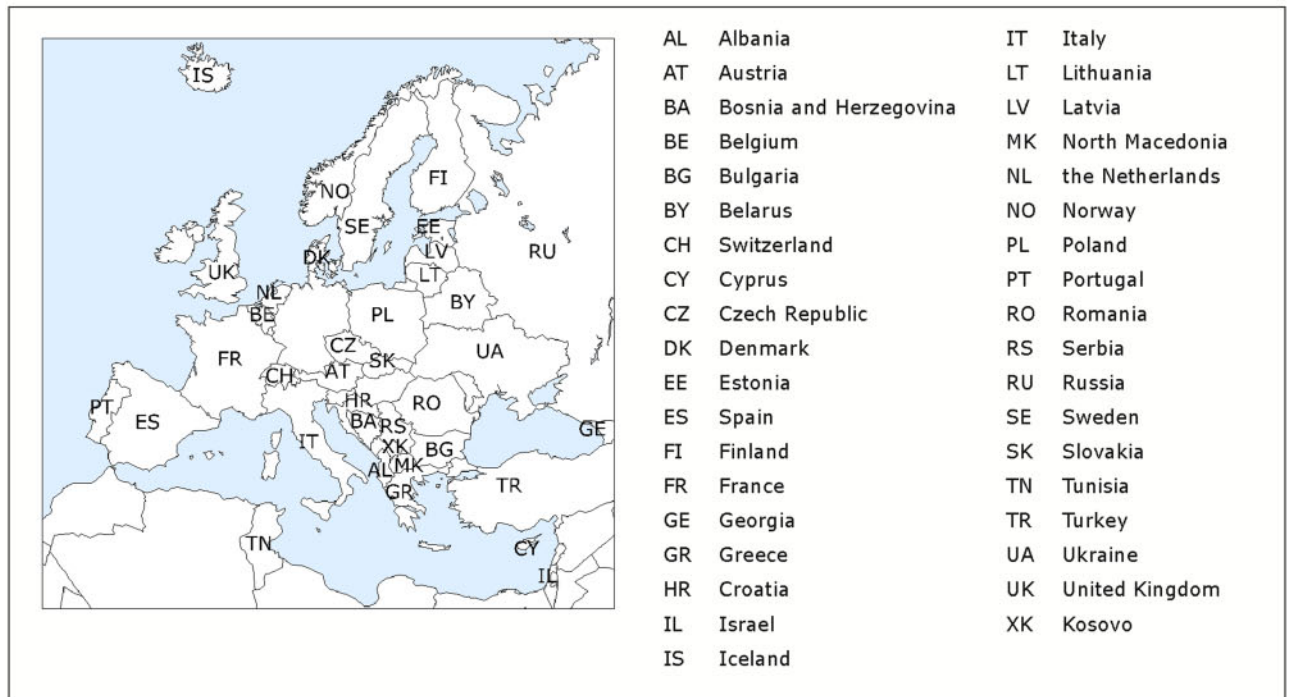 IS
NO
FI
SE
EE
RU
DK
LV
UK
LT
NL
BY
BE
PL
CZ
UA
FR
SK
CH
AT
HR
RO
PT
ES
BA
RS
GE
IT
XK
BG
AL
MK
GR
TR
TN
CY
IL
AL Albania
AT Austria
BA Bosnia and Herzegovina
BE Belgium
BG Bulgaria
BY Belarus
CH Switzerland
CY Cyprus
CZ Czech Republic
DK Denmark
EE Estonia
ES Spain
FI Finland
FR France
GE Georgia
GR Greece
HR Croatia
IL Israel
IS Iceland
IT Italy
LT Lithuania
LV Latvia
MK North Macedonia
NL the Netherlands
NO Norway
PL Poland
PT Portugal
RO Romania
RS Serbia
RU Russia
SE Sweden
SK Slovakia
TN Tunisia
TR Turkey
UA Ukraine
UK United Kingdom
XK Kosovo